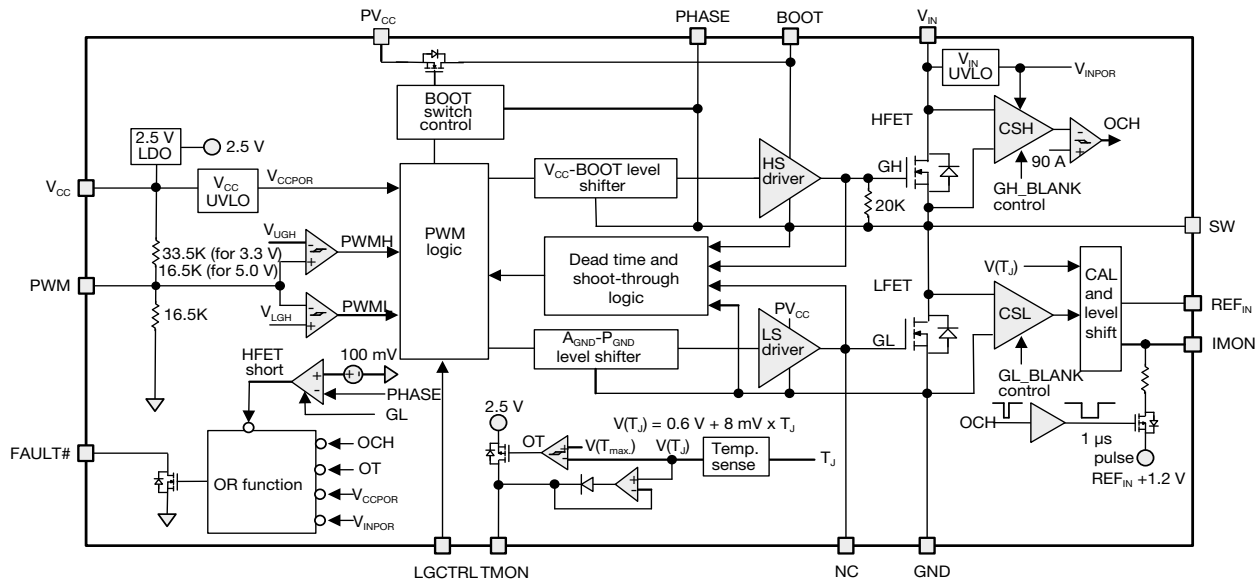 PVCC
PHASE
BOOT
VIN
VIN
UVLO
VINPOR
BOOT
switch
control
HFET
CSH
OCH
90 A
2.5 V
LDO
2.5 V
VCC
VCC
UVLO
VCCPOR
VCC-BOOT level
shifter
HS
driver
GH
20K
GH_BLANK
control
PWM
logic
SW
VUGH
PWMH
33.5K (for 3.3 V)
16.5K (for 5.0 V)
Dead time and
shoot-through
logic
V(TJ)
CAL
and
level
shift
PWM
LFET
REFIN
16.5K
VLGH
PWML
PVCC
CSL
AGND-PGND
level shifter
LS
driver
GL
IMON
HFET
short
100 mV
PHASE
GL
GL_BLANK
control
2.5 V
V(TJ) = 0.6 V + 8 mV x TJ
OCH
1 µs
pulse
REFIN +1.2 V
FAULT#
OR function
OCH
OT
VCCPOR
VINPOR
OT
V(Tmax.)
V(TJ)
Temp.
sense
TJ
LGCTRL
TMON
NC
GND